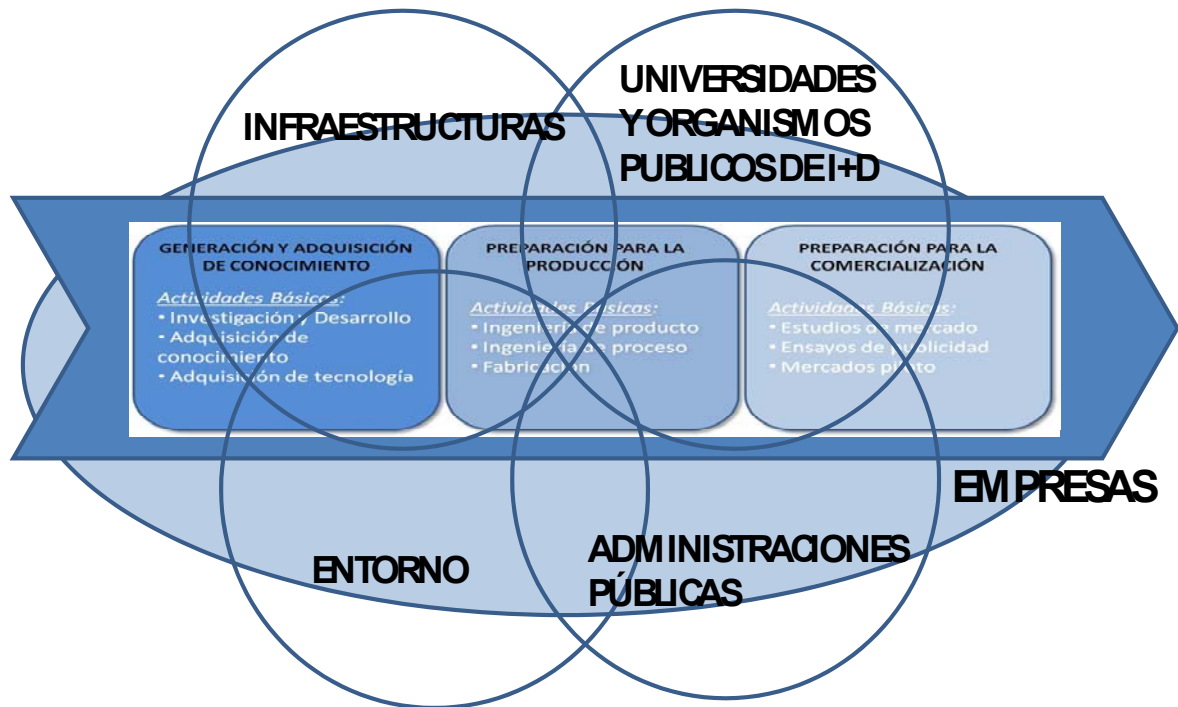 INFRAESTRUCTURAS
UNIVERSIDADES
Y ORGANISMOS
PUBLICOS DE I+D
GENERACIÓN Y ADQUISICIÓN
DE CONOCIMIENTO
Actividades Básicas:
• Investigación y Desarrollo
• Adquisición de
conocimiento
• Adquisición de tecnología
PREPARACIÓN PARA LA
PRODUCCIÓN
Actividades Básicas:
• Ingeniería de producto
• Ingeniería de proceso
• Fabricación
PREPARACIÓN PARA LA
COMERCIALIZACIÓN
Actividades Básicas:
• Estudios de mercado
• Ensayos de publicidad
• Mercados piloto
EMPRESAS
ENTORNO
ADMINISTRACIONES
PÚBLICAS